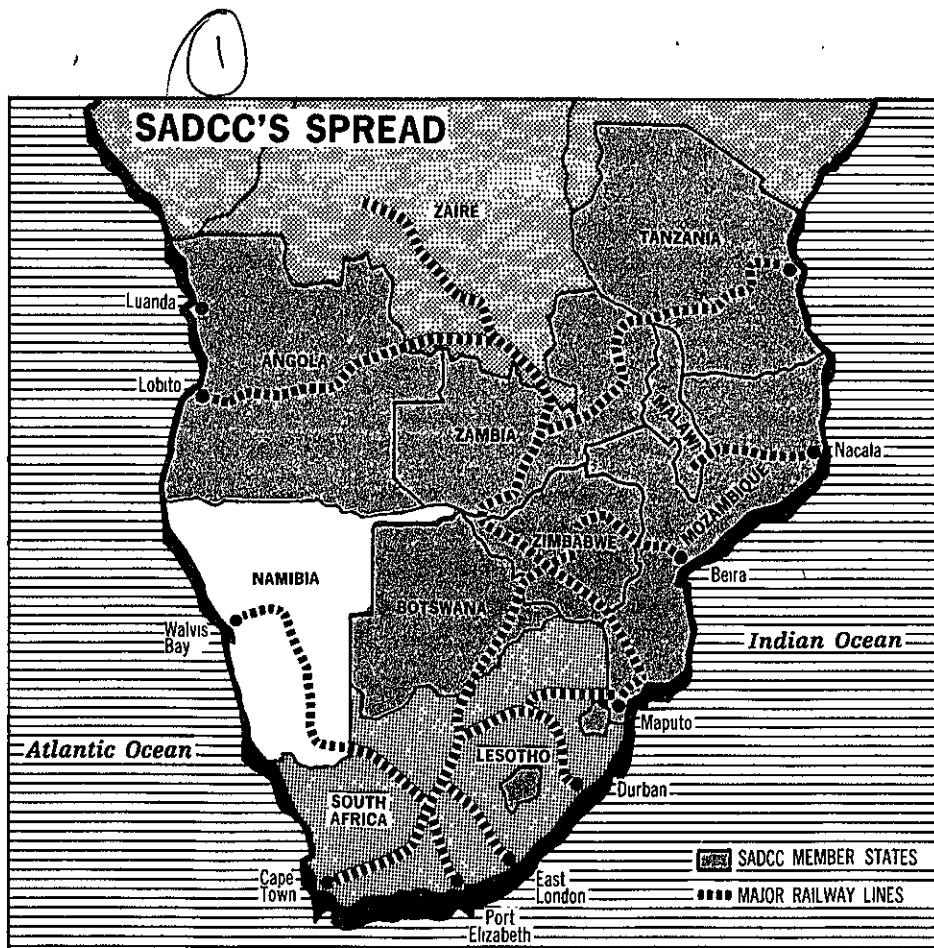 1
SADCC'S SPREAD
ZAIRE
TANZANIA
Luanda
ANGOLA
Lobito
MALAWI
ZAMBIA
Nacala
MOZAMBIQUE
ZIMBABWE
Beira
NAMIBIA
BOTSWANA
Walvis
Bay
Indian Ocean
Maputo
Atlantic Ocean
LESOTHO
Durban
SOUTH
AFRICA
SADCC MEMBER STATES
Cape
Town
East
London
MAJOR RAILWAY LINES
Port
Elizabeth